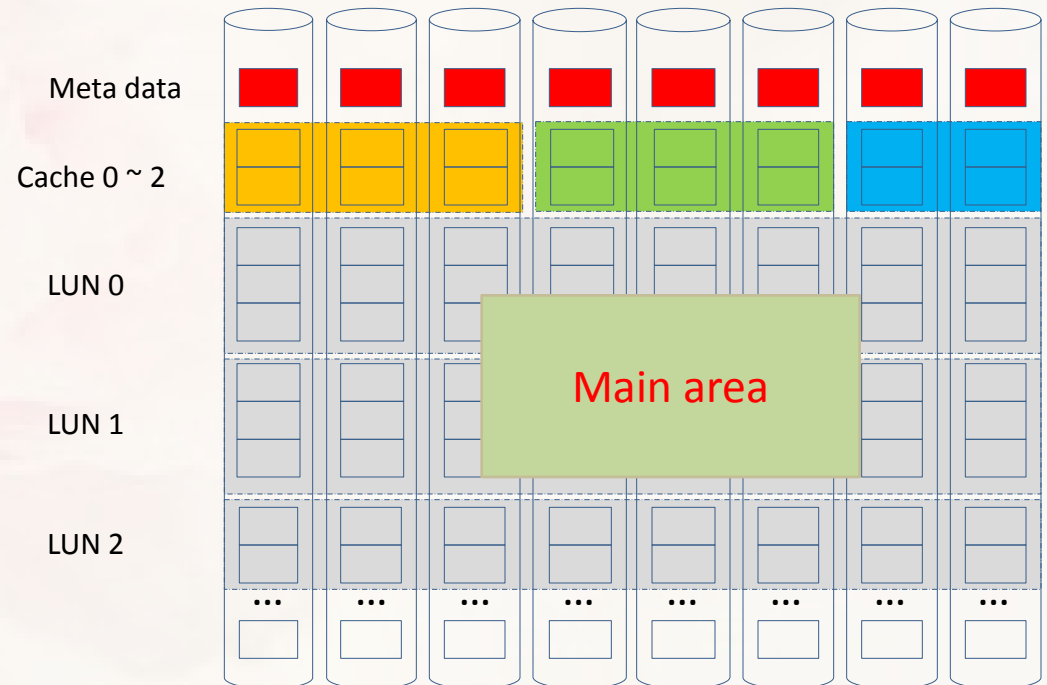 Meta data
Cache 0 ~ 2
LUN 0
Main area
LUN 1
LUN 2
... ... ... ... ... ... ... ...